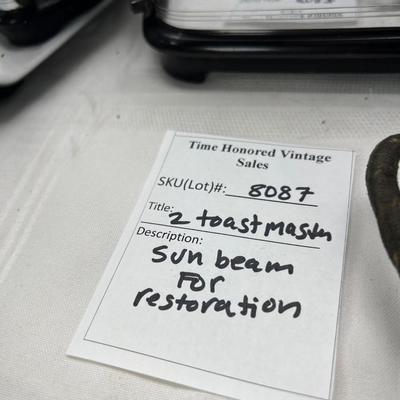 Time Honored Vintage
Sales
SKU(Lot)#: 8087
Title: 2 toastmastn
Description:
Sun beam
For
restoration